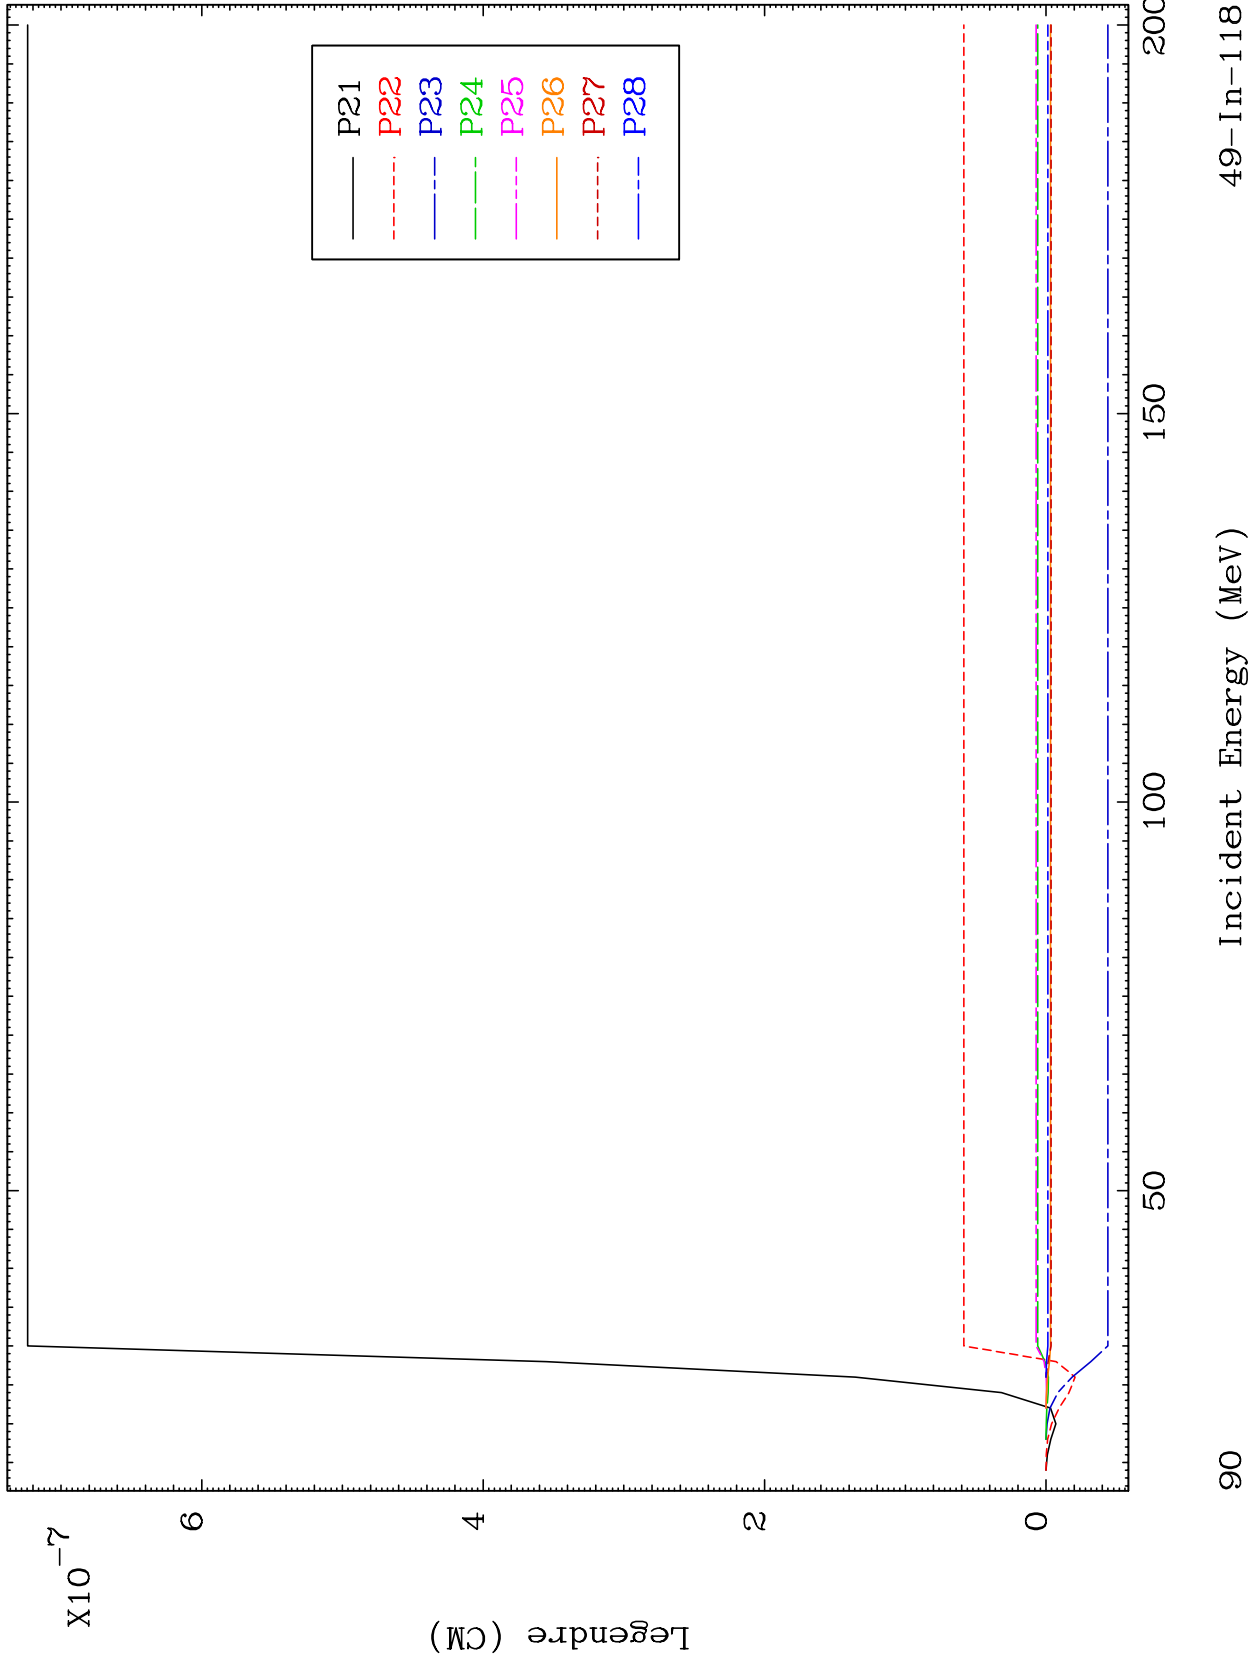 X10-7
Legendre (CM)
6
4
2
0
P21
P22
P23
P24
P25
P26
P27
P28
50
100
150
200
Incident Energy (MeV)
90
49-In-118